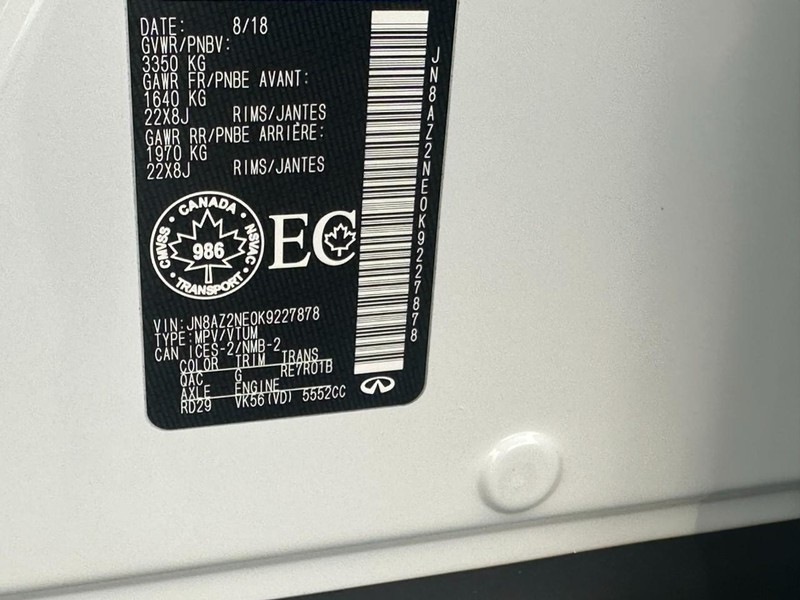 DATE: 8/18
GVWR/PNBV:
3350 KG
GAWR FR/PNBE AVANT:
1640 KG
22X8J RIMS/JANTES
GAWR RR/PNBE ARRIÈRE:
1970 KG
22X8J RIMS/JANTES
CANADA
CMVSS 986 NSVAC
TRANSPORT
EC
VIN:JN8AZ2NE0K9227878
TYPE:MPV/VTUM
CAN ICES-2/NMB-2
COLOR TRIM TRANS
QAC G RE7R01B
AXLE ENGINE
RD29 VK56(VD) 5552CC
JN8AZ2NE0K9227878